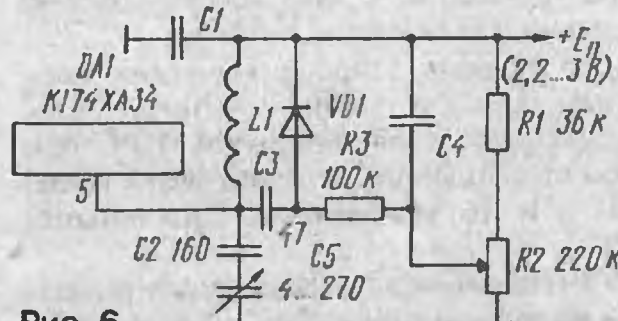 C1
+Eп
DA1
К174ХА34
(2,2...3 В)
L1
VD1
R1 36 к
R3
C4
C3
100 к
5
47
C2 160
C5
R2 220 к
4...270
Рис. 6